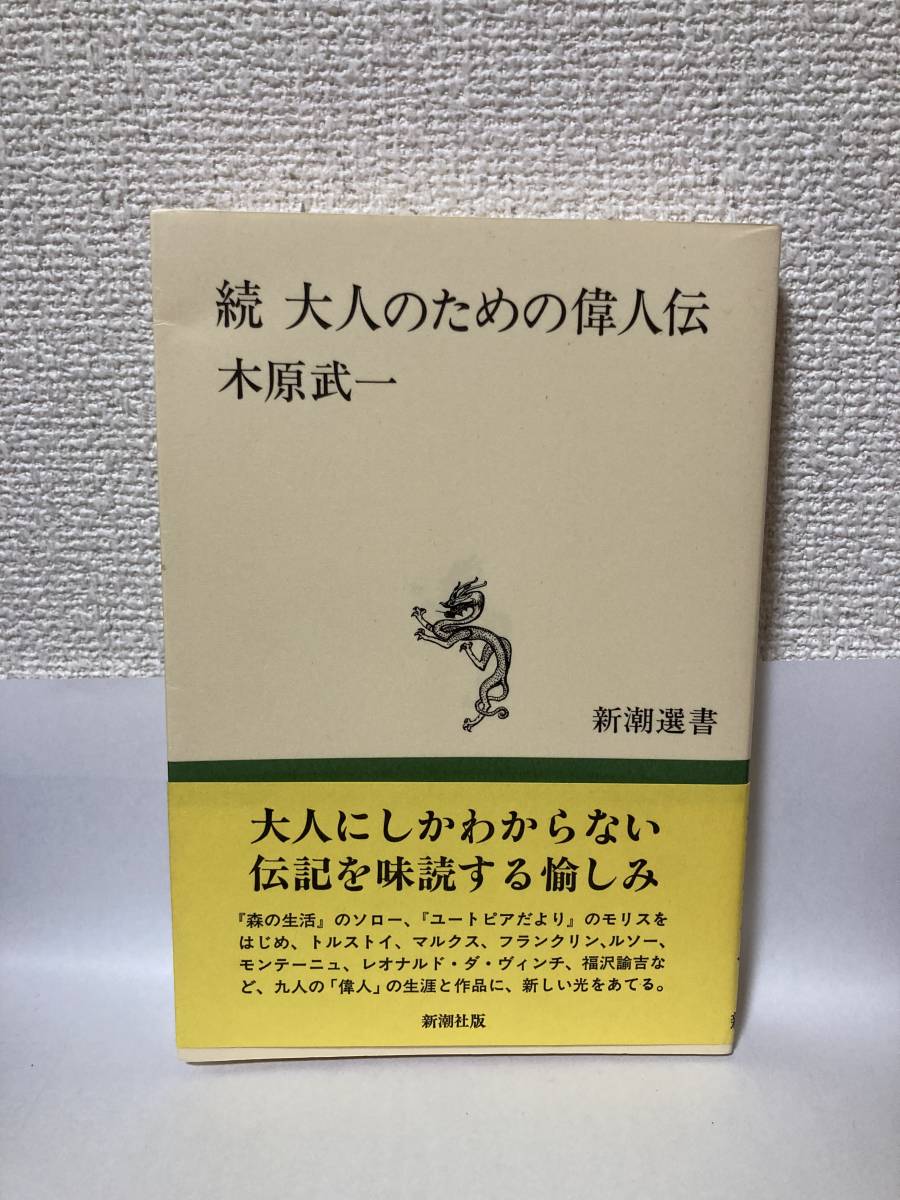 続 大人のための偉人伝
木原武一
新潮選書
大人にしかわからない
伝記を味読する愉しみ
『森の生活』のソロー、『ユートピアだより』のモリスを
はじめ、トルストイ、マルクス、フランクリン、ルソー、
モンテーニュ、レオナルド・ダ・ヴィンチ、福沢諭吉な
ど、九人の「偉人」の生涯と作品に、新しい光をあてる。
新潮社版